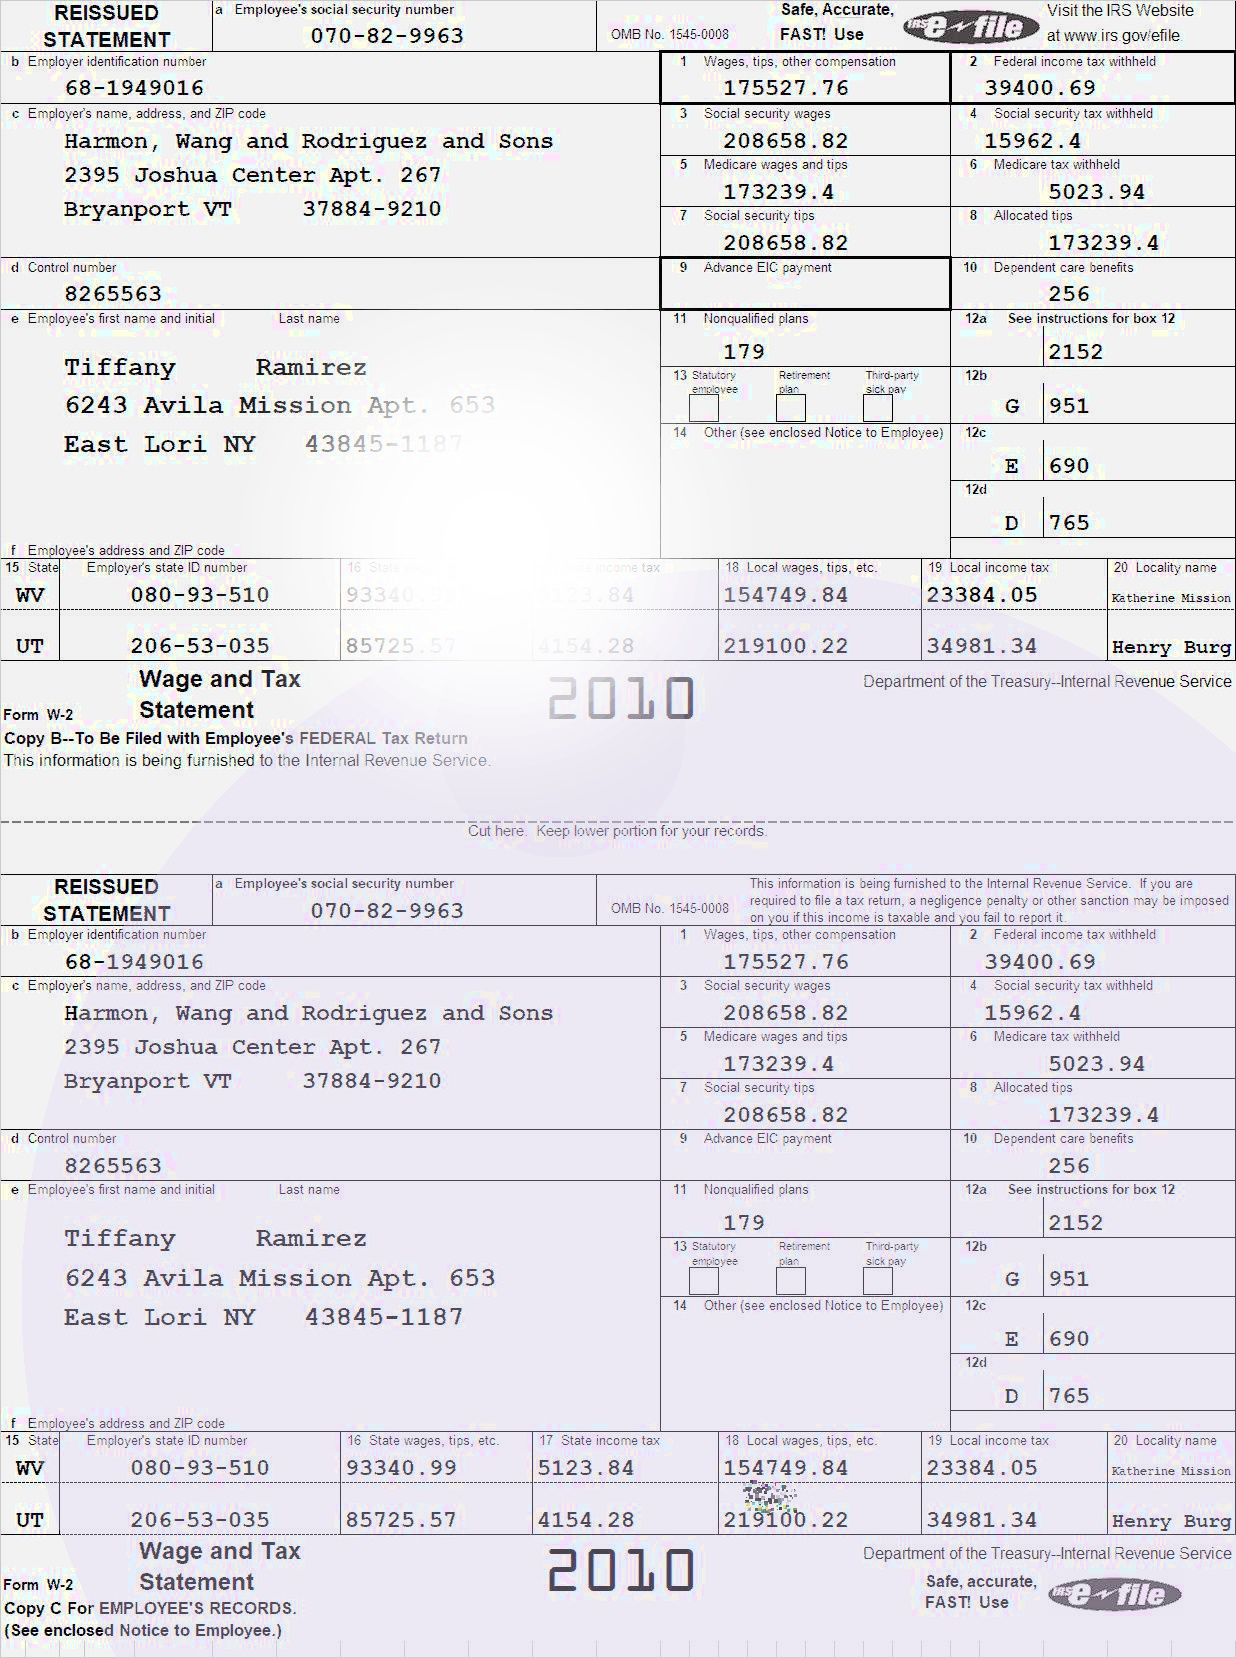 REISSUED STATEMENT
a Employee's social security number
070-82-9963
OMB No. 1545-0008
Safe, Accurate, FAST! Use
IRS e-file
Visit the IRS Website at www.irs.gov/efile
b Employer identification number
68-1949016
1 Wages, tips, other compensation
175527.76
2 Federal income tax withheld
39400.69
c Employer's name, address, and ZIP code
Harmon, Wang and Rodriguez and Sons
2395 Joshua Center Apt. 267
Bryanport VT 37884-9210
3 Social security wages
208658.82
4 Social security tax withheld
15962.4
5 Medicare wages and tips
173239.4
6 Medicare tax withheld
5023.94
7 Social security tips
208658.82
8 Allocated tips
173239.4
d Control number
8265563
9 Advance EIC payment
10 Dependent care benefits
256
e Employee's first name and initial Last name
Tiffany Ramirez
6243 Avila Mission Apt. 653
East Lori NY 43845-1187
11 Nonqualified plans
179
12a See instructions for box 12
2152
13 Statutory employee Retirement plan Third-party sick pay
12b
G 951
14 Other (see enclosed Notice to Employee)
12c
E 690
12d
D 765
f Employee's address and ZIP code
15 State Employer's state ID number 16 income tax 18 Local wages, tips, etc. 19 Local income tax 20 Locality name
WV 080-93-510 154749.84 23384.05 Katherine Mission
UT 206-53-035 85725.57 4154.28 219100.22 34981.34 Henry Burg
Wage and Tax
Statement
Form W-2
2010
Department of the Treasury--Internal Revenue Service
Copy B--To Be Filed with Employee's FEDERAL Tax Return
This information is being furnished to the Internal Revenue Service.
Cut here. Keep lower portion for your records.
REISSUED STATEMENT
a Employee's social security number
070-82-9963
OMB No. 1545-0008
This information is being furnished to the Internal Revenue Service. If you are
required to file a tax return, a negligence penalty or other sanction may be imposed
on you if this income is taxable and you fail to report it.
b Employer identification number
68-1949016
1 Wages, tips, other compensation
175527.76
2 Federal income tax withheld
39400.69
c Employer's name, address, and ZIP code
Harmon, Wang and Rodriguez and Sons
2395 Joshua Center Apt. 267
Bryanport VT 37884-9210
3 Social security wages
208658.82
4 Social security tax withheld
15962.4
5 Medicare wages and tips
173239.4
6 Medicare tax withheld
5023.94
7 Social security tips
208658.82
8 Allocated tips
173239.4
d Control number
8265563
9 Advance EIC payment
10 Dependent care benefits
256
e Employee's first name and initial Last name
Tiffany Ramirez
6243 Avila Mission Apt. 653
East Lori NY 43845-1187
11 Nonqualified plans
179
12a See instructions for box 12
2152
13 Statutory employee Retirement plan Third-party sick pay
12b
G 951
14 Other (see enclosed Notice to Employee)
12c
E 690
12d
D 765
f Employee's address and ZIP code
15 State Employer's state ID number 16 State wages, tips, etc. 17 State income tax 18 Local wages, tips, etc. 19 Local income tax 20 Locality name
WV 080-93-510 93340.99 5123.84 154749.84 23384.05 Katherine Mission
UT 206-53-035 85725.57 4154.28 219100.22 34981.34 Henry Burg
Wage and Tax
Statement
Form W-2
2010
Department of the Treasury--Internal Revenue Service
Safe, accurate,
FAST! Use
IRS e-file
Copy C For EMPLOYEE'S RECORDS.
(See enclosed Notice to Employee.)